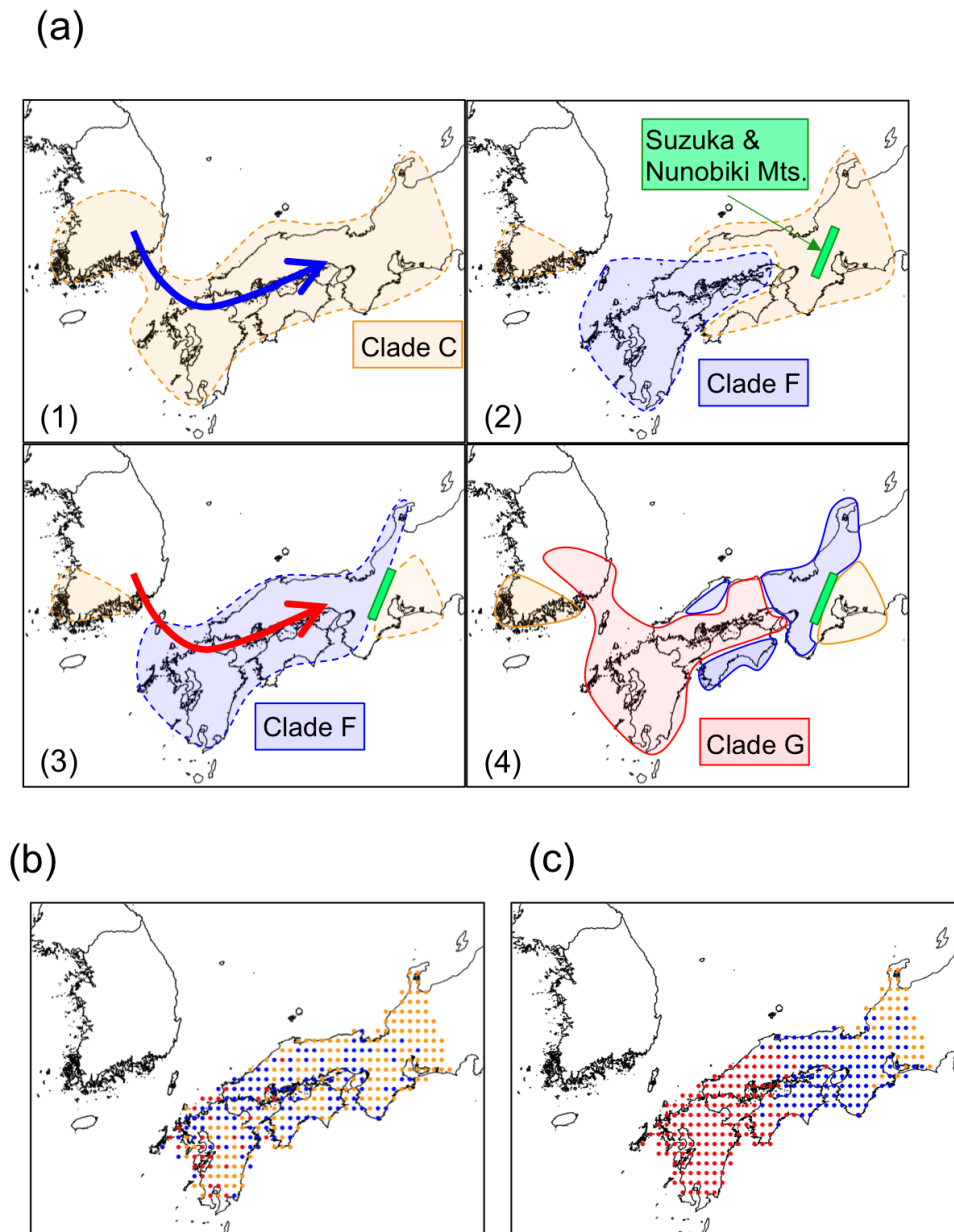 (a)
Suzuka &
Nunobiki Mts.
Clade C
(1)
Clade F
(2)
Clade F
(3)
Clade G
(4)
(b)
(c)